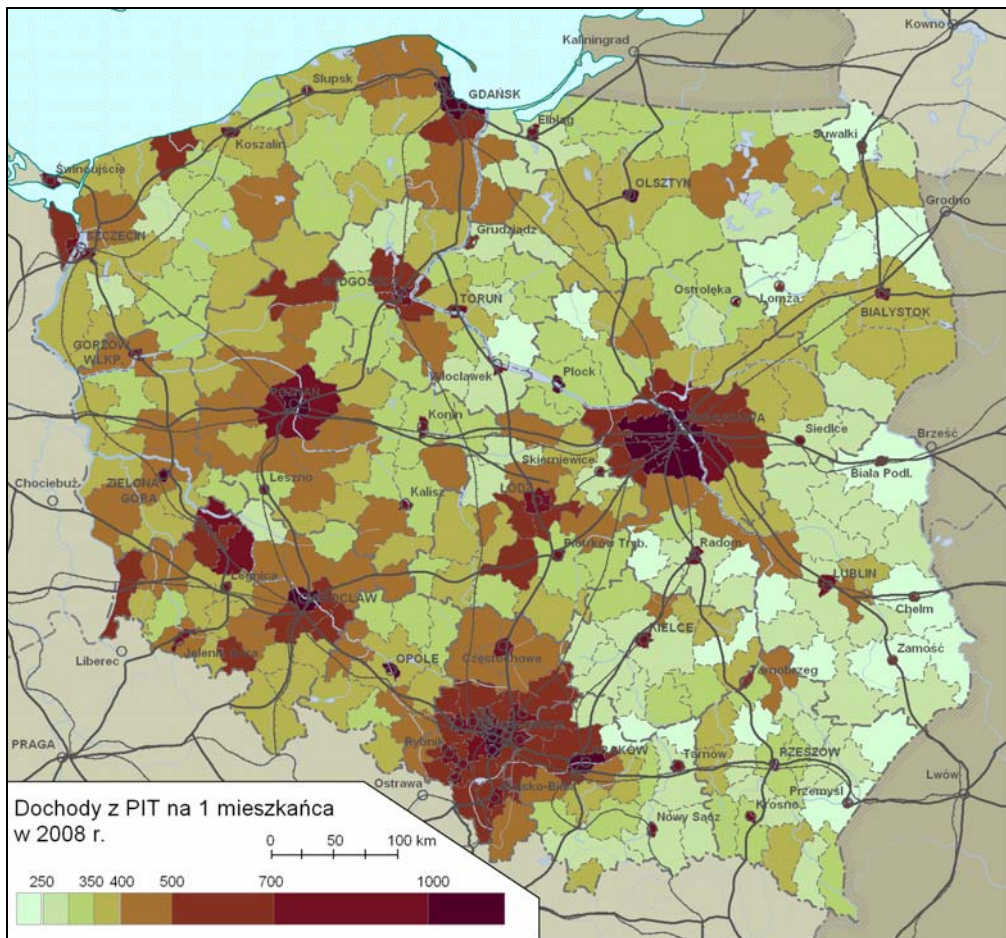 Kowno
Kaliningrad
Słupsk
GDAŃSK
Elbląg
Suwałki
Koszalin
Świnoujście
OLSZTYN
Grodno
SZCZECIN
Grudziądz
Ostrołęka
Łomża
TORUŃ
BIAŁYSTOK
GORZÓW
WLKP.
Włocławek
Płock
POZNAŃ
Konin
Siedlce
Brześć
Skierniewice
Biała Podl.
Chociebuż
ZIELONA
GÓRA
Leszno
Kalisz
ŁÓDŹ
Piotrków Tryb.
Radom
Legnica
LUBLIN
WROCŁAW
Chełm
KIELCE
Liberec
Jelenia Góra
OPOLE
Częstochowa
Tarnobrzeg
Zamość
PRAGA
Rybnik
KRAKÓW
Tarnów
RZESZÓW
Ostrawa
Bielsko-Biała
Przemyśl
Lwów
Nowy Sącz
Krosno
Dochody z PIT na 1 mieszkańca
w 2008 r.
0 50 100 km
250 350 400 500 700 1000